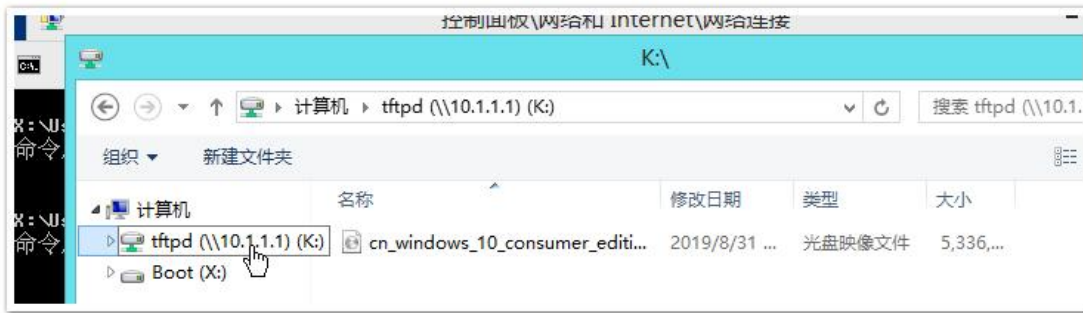 控制面板\网络和 Internet\网络连接
K:\
计算机 ▸ tftpd (\\10.1.1.1) (K:)
搜索 tftpd (\\10.1.
组织 新建文件夹
名称 修改日期 类型 大小
计算机
tftpd (\\10.1.1.1) (K:)
cn_windows_10_consumer_editi... 2019/8/31 ... 光盘映像文件 5,336,...
Boot (X:)
X:\Us
命令,
X:\Us
命令,